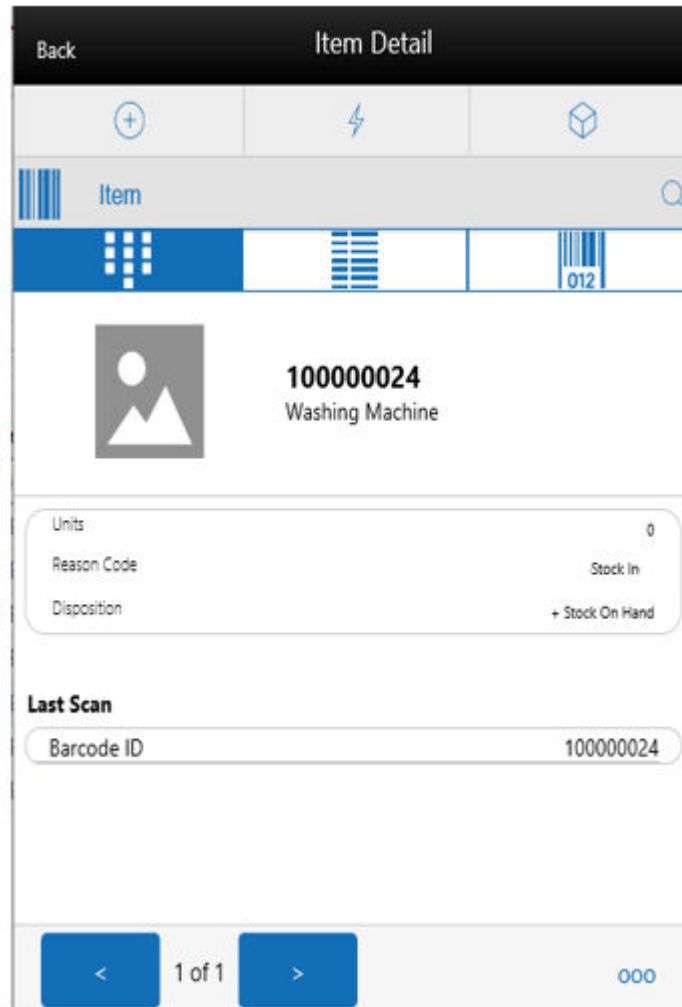 Back Item Detail
Item
012
100000024
Washing Machine
Units 0
Reason Code Stock In
Disposition + Stock On Hand
Last Scan
Barcode ID 100000024
< 1 of 1 >